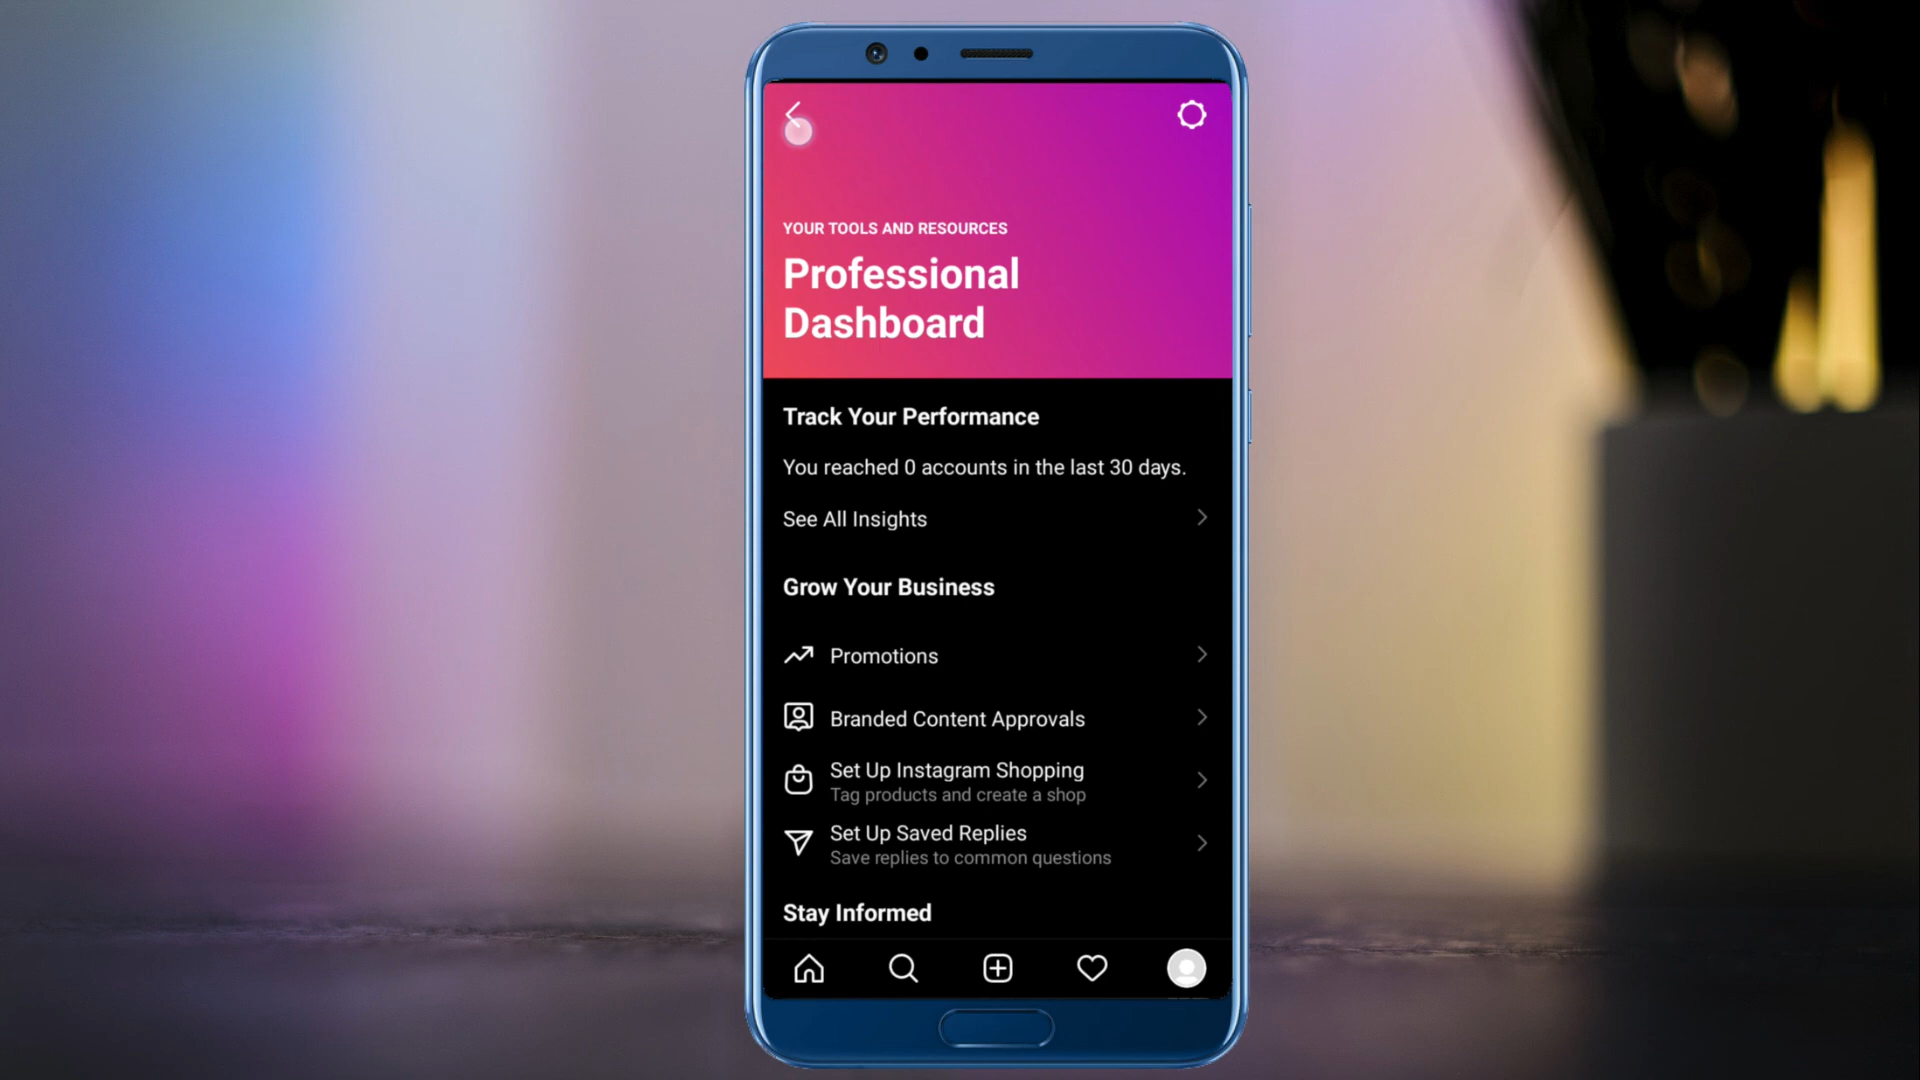 YOUR TOOLS AND RESOURCES
Professional
Dashboard
Track Your Performance
You reached 0 accounts in the last 30 days.
See All Insights
Grow Your Business
Promotions
Branded Content Approvals
Set Up Instagram Shopping
Tag products and create a shop
Set Up Saved Replies
Save replies to common questions
Stay Informed